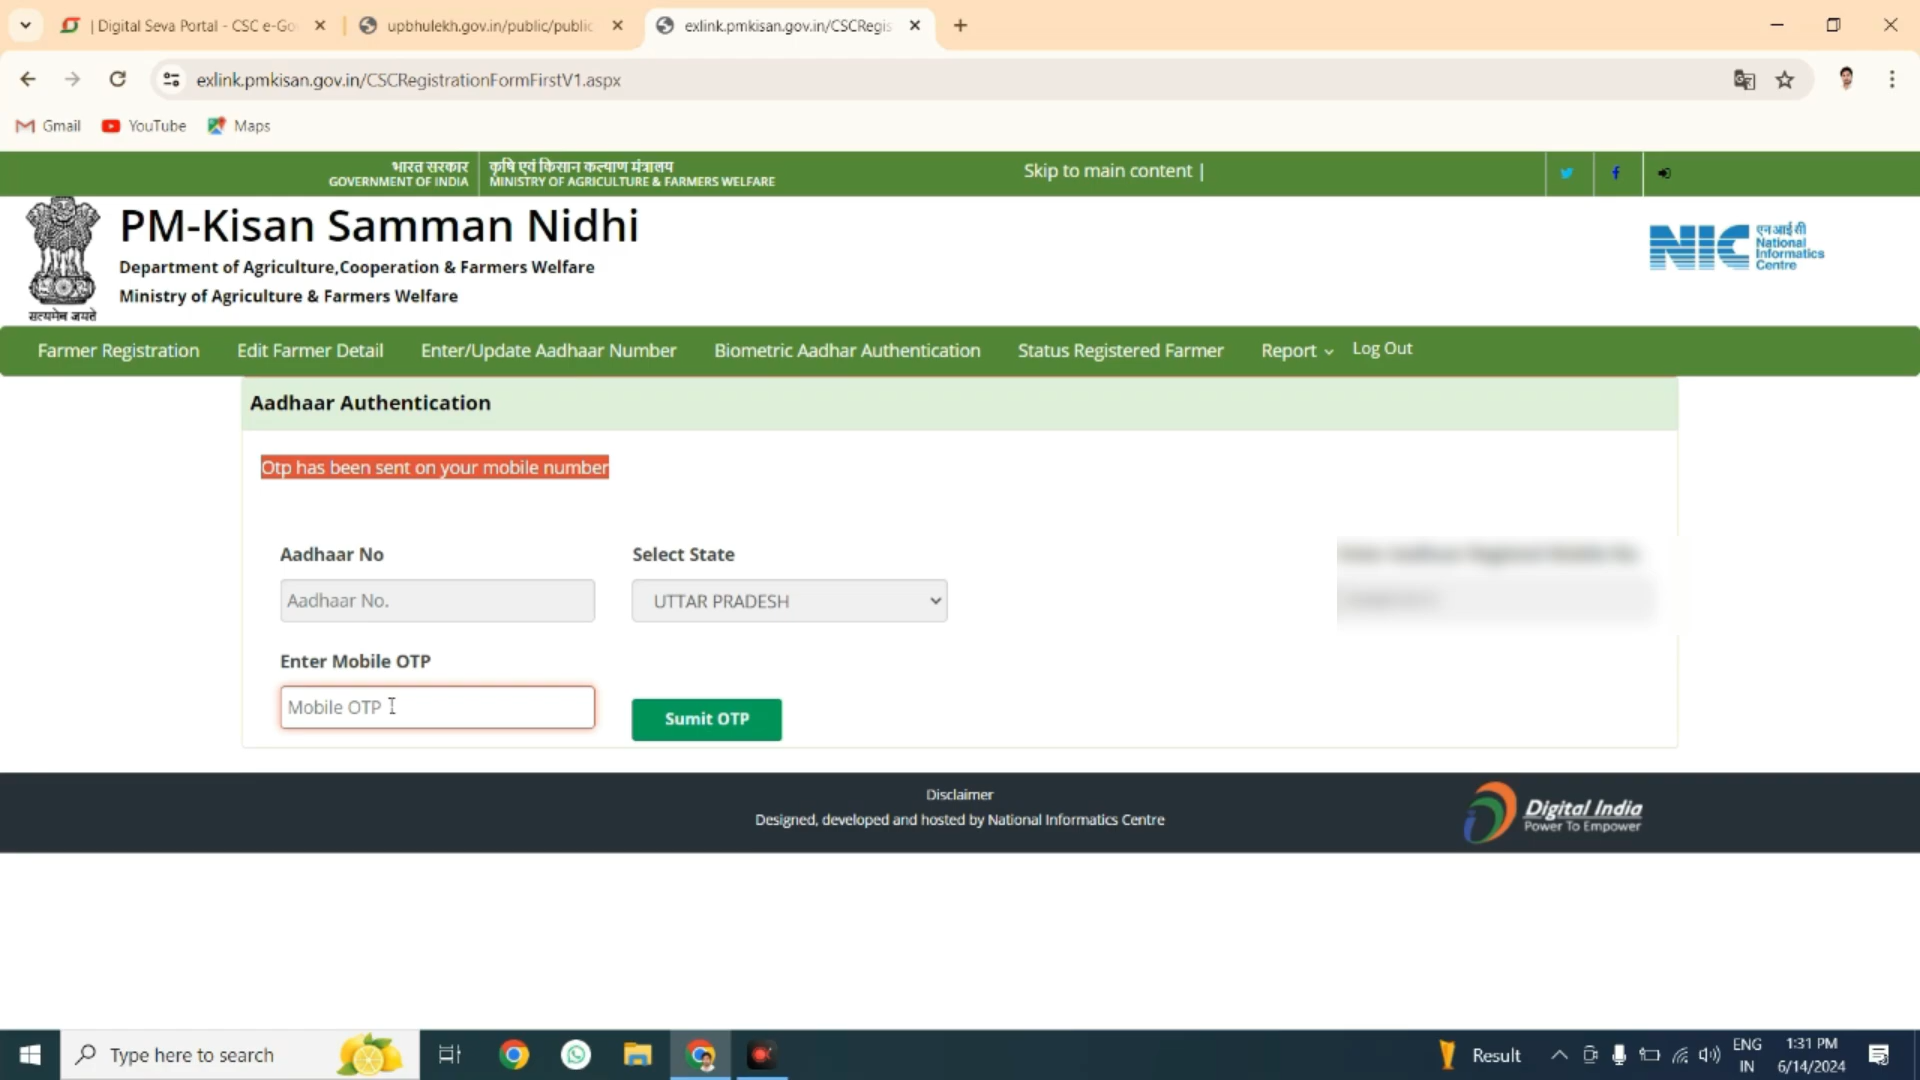 | Digital Seva Portal - CSC e-Go
upbhulekh.gov.in/public/public
exlink.pmkisan.gov.in/CSCRegis
exlink.pmkisan.gov.in/CSCRegistrationFormFirstV1.aspx
Gmail
YouTube
Maps
भारत सरकार
GOVERNMENT OF INDIA
कृषि एवं किसान कल्याण मंत्रालय
MINISTRY OF AGRICULTURE & FARMERS WELFARE
Skip to main content |
सत्यमेव जयते
PM-Kisan Samman Nidhi
Department of Agriculture,Cooperation & Farmers Welfare
Ministry of Agriculture & Farmers Welfare
NIC
एन आई सी
National
Informatics
Centre
Farmer Registration
Edit Farmer Detail
Enter/Update Aadhaar Number
Biometric Aadhar Authentication
Status Registered Farmer
Report
Log Out
Aadhaar Authentication
Otp has been sent on your mobile number
Aadhaar No
Select State
Aadhaar No.
UTTAR PRADESH
Enter Mobile OTP
Mobile OTP
Sumit OTP
Disclaimer
Designed, developed and hosted by National Informatics Centre
Digital India
Power To Empower
Type here to search
Result
ENG
IN
1:31 PM
6/14/2024